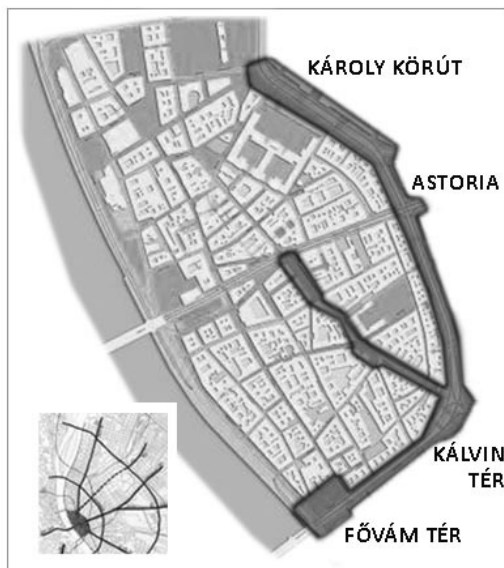 KÁROLY KÖRÚT
ASTORIA
KÁLVIN
TÉR
FŐVÁM TÉR